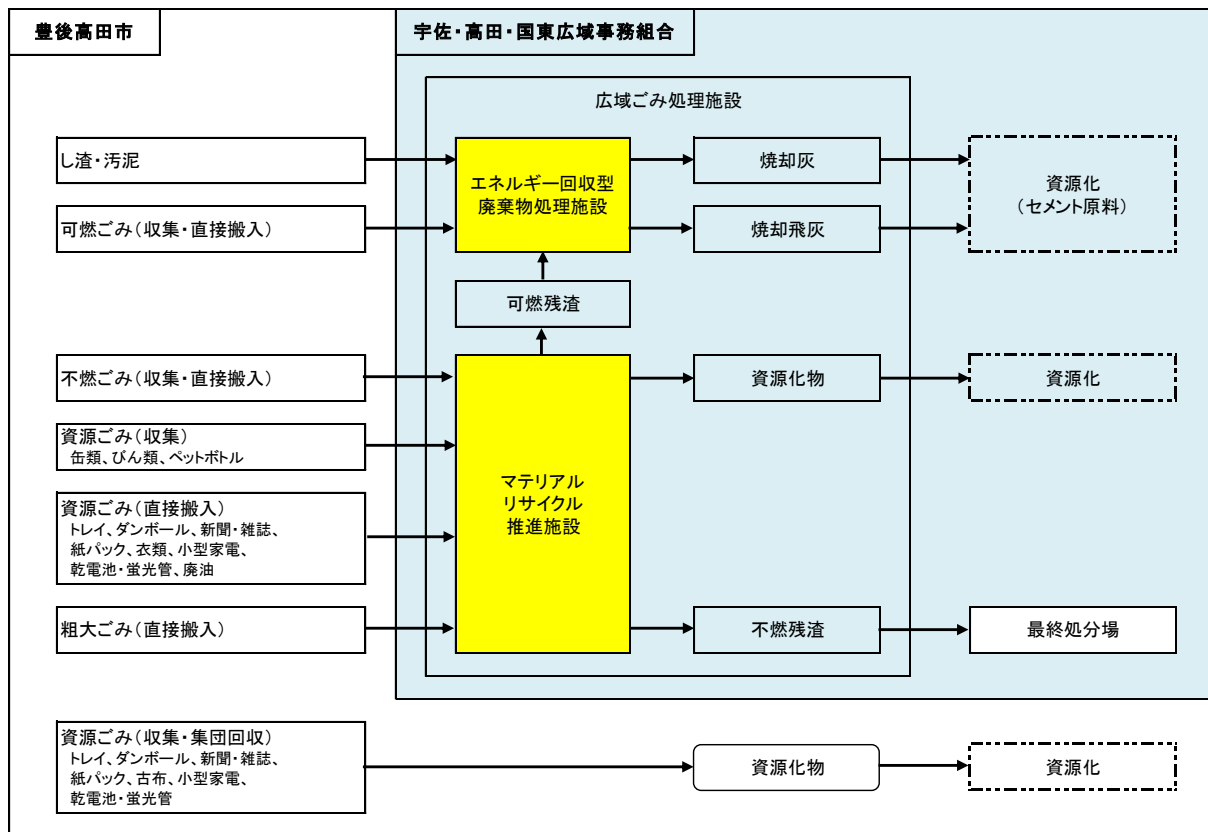 豊後高田市
宇佐・高田・国東広域事務組合
広域ごみ処理施設
し渣・汚泥
エネルギー回収型
廃棄物処理施設
焼却灰
資源化
（セメント原料）
可燃ごみ（収集・直接搬入）
焼却飛灰
可燃残渣
不燃ごみ（収集・直接搬入）
資源化物
資源化
資源ごみ（収集）
缶類、びん類、ペットボトル
マテリアル
リサイクル
推進施設
資源ごみ（直接搬入）
トレイ、ダンボール、新聞・雑誌、
紙パック、衣類、小型家電、
乾電池・蛍光管、廃油
粗大ごみ（直接搬入）
不燃残渣
最終処分場
資源ごみ（収集・集団回収）
トレイ、ダンボール、新聞・雑誌、
紙パック、古布、小型家電、
乾電池・蛍光管
資源化物
資源化